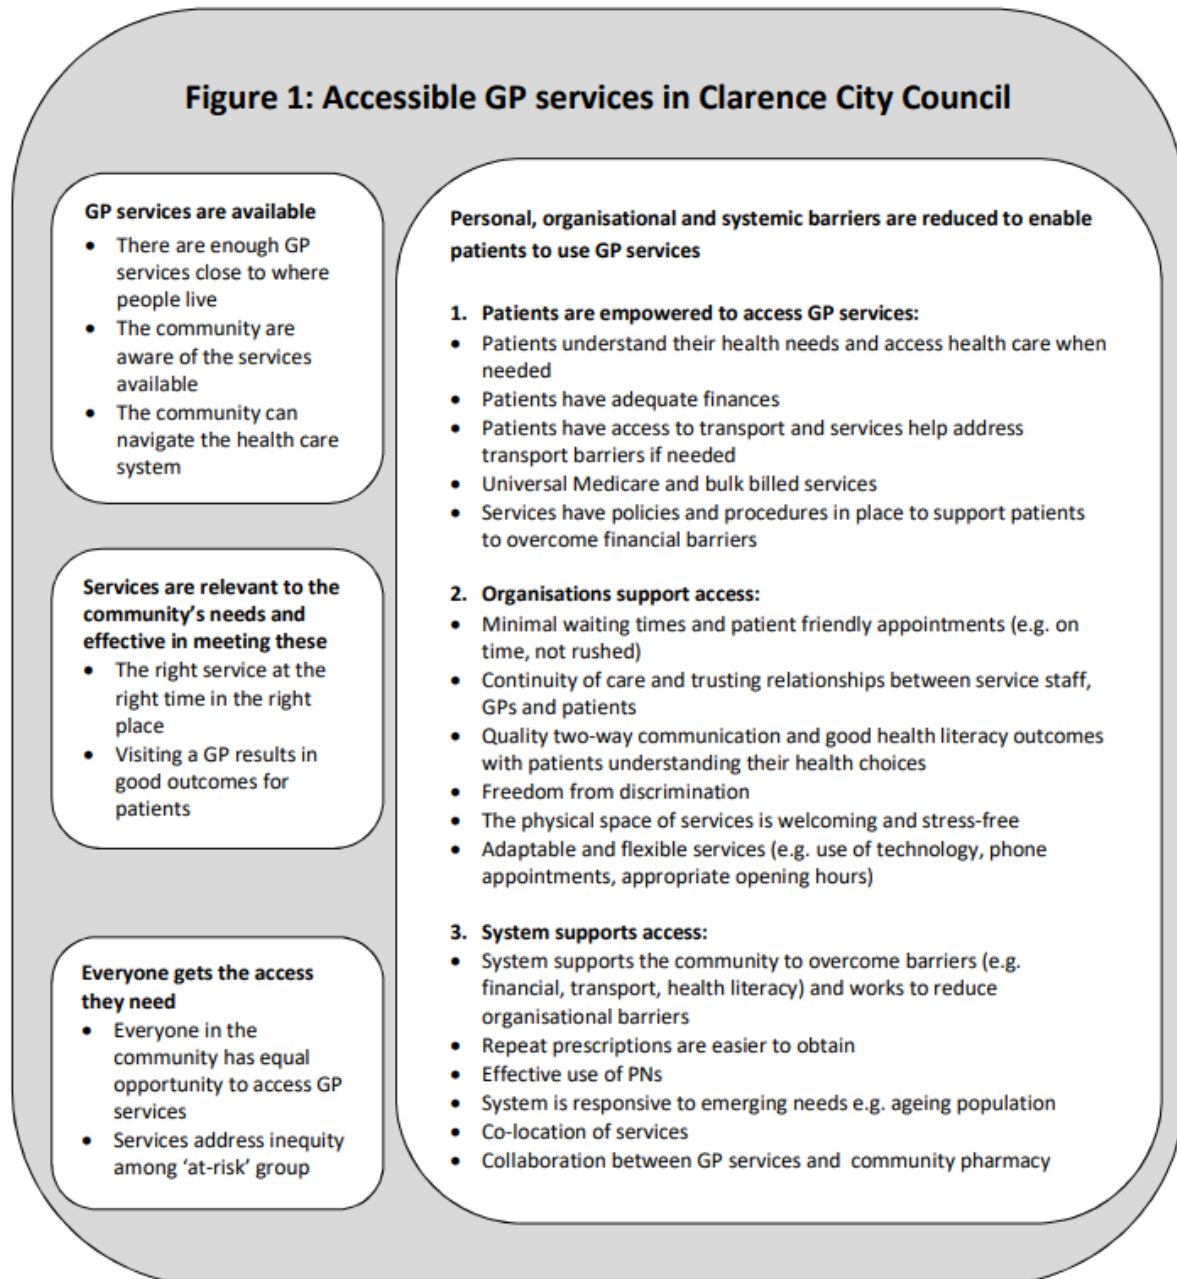 Figure 1: Accessible GP services in Clarence City Council
GP services are available
• There are enough GP
services close to where
people live
• The community are
aware of the services
available
• The community can
navigate the health care
system
Services are relevant to the
community’s needs and
effective in meeting these
• The right service at the
right time in the right
place
• Visiting a GP results in
good outcomes for
patients
Everyone gets the access
they need
• Everyone in the
community has equal
opportunity to access GP
services
• Services address inequity
among ‘at-risk’ group
Personal, organisational and systemic barriers are reduced to enable
patients to use GP services
1. Patients are empowered to access GP services:
• Patients understand their health needs and access health care when
needed
• Patients have adequate finances
• Patients have access to transport and services help address
transport barriers if needed
• Universal Medicare and bulk billed services
• Services have policies and procedures in place to support patients
to overcome financial barriers
2. Organisations support access:
• Minimal waiting times and patient friendly appointments (e.g. on
time, not rushed)
• Continuity of care and trusting relationships between service staff,
GPs and patients
• Quality two-way communication and good health literacy outcomes
with patients understanding their health choices
• Freedom from discrimination
• The physical space of services is welcoming and stress-free
• Adaptable and flexible services (e.g. use of technology, phone
appointments, appropriate opening hours)
3. System supports access:
• System supports the community to overcome barriers (e.g.
financial, transport, health literacy) and works to reduce
organisational barriers
• Repeat prescriptions are easier to obtain
• Effective use of PNs
• System is responsive to emerging needs e.g. ageing population
• Co-location of services
• Collaboration between GP services and community pharmacy